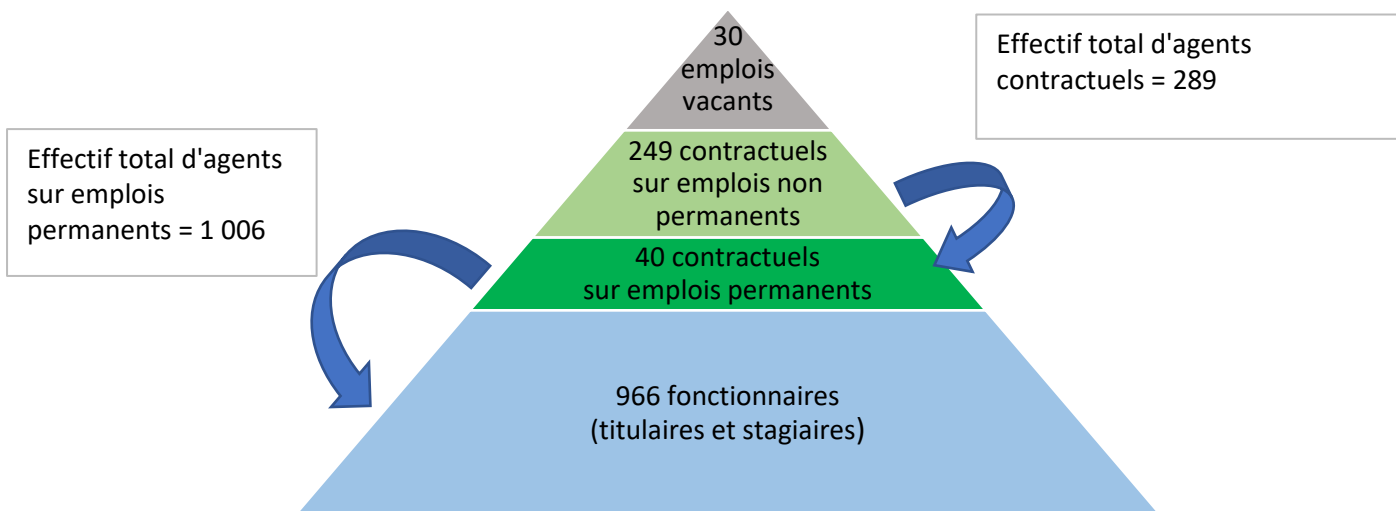 30
emplois
vacants
Effectif total d'agents
contractuels = 289
Effectif total d'agents
sur emplois
permanents = 1 006
249 contractuels
sur emplois non
permanents
40 contractuels
sur emplois permanents
966 fonctionnaires
(titulaires et stagiaires)